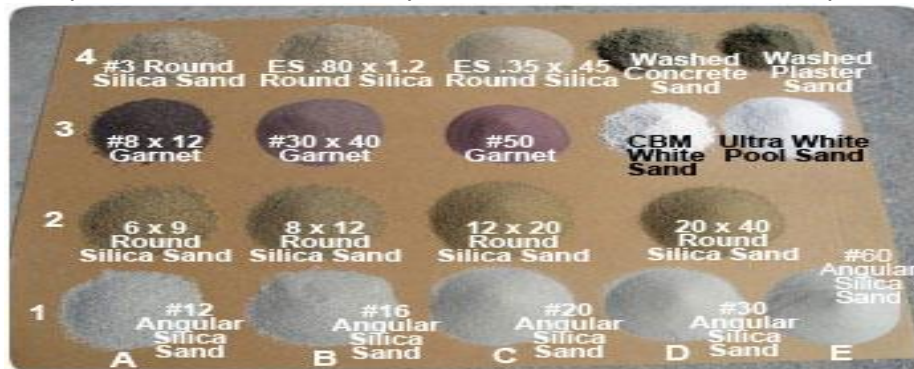 4
#3 Round
Silica Sand
ES .80 x 1.2
Round Silica
ES .35 x .45
Round Silica
Washed
Concrete
Sand
Washed
Plaster
Sand
3
#8 x 12
Garnet
#30 x 40
Garnet
#50
Garnet
CBM
White
Sand
Ultra White
Pool Sand
2
6 x 9
Round
Silica Sand
8 x 12
Round
Silica Sand
12 x 20
Round
Silica Sand
20 x 40
Round
Silica Sand
1
#12
Angular
Silica
Sand
#16
Angular
Silica
Sand
#20
Angular
Silica
Sand
#30
Angular
Silica
Sand
#60
Angular
Silica
Sand
A
B
C
D
E